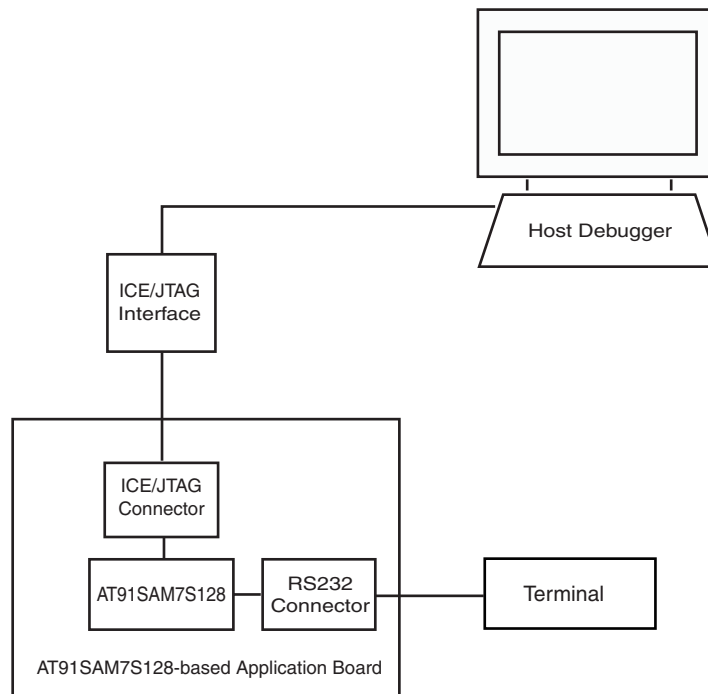 Host Debugger
ICE/JTAG
Interface
ICE/JTAG
Connector
AT91SAM7S128
RS232
Connector
Terminal
AT91SAM7S128-based Application Board